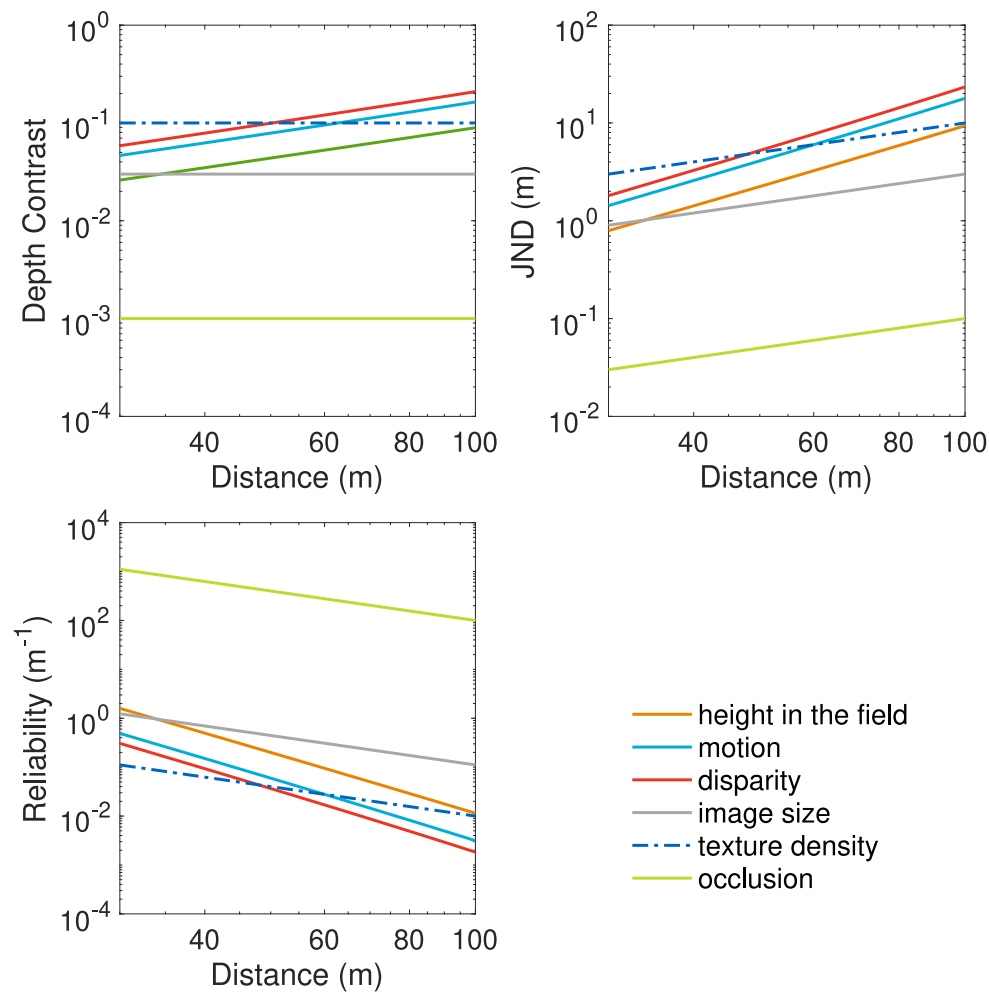 10^0
10^-1
10^-2
10^-3
10^-4
Depth Contrast
40 60 80 100
Distance (m)
10^2
10^1
10^0
10^-1
10^-2
JND (m)
40 60 80 100
Distance (m)
10^4
10^2
10^0
10^-2
10^-4
Reliability (m^-1)
40 60 80 100
Distance (m)
height in the field
motion
disparity
image size
texture density
occlusion